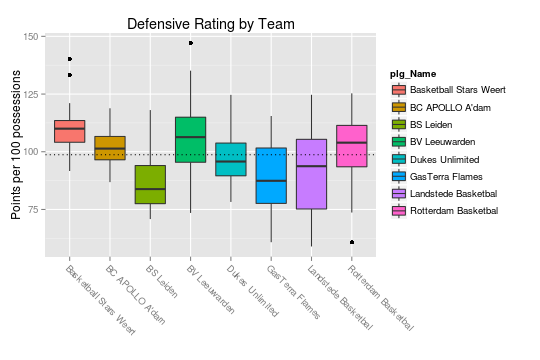 Defensive Rating by Team
Points per 100 possessions
150
125
100
75
Basketball Stars Weert
BC APOLLO A'dam
BS Leiden
BV Leeuwarden
Dukes Unlimited
GasTerra Flames
Landstede Basketbal
Rotterdam Basketbal
plg_Name
Basketball Stars Weert
BC APOLLO A'dam
BS Leiden
BV Leeuwarden
Dukes Unlimited
GasTerra Flames
Landstede Basketbal
Rotterdam Basketbal